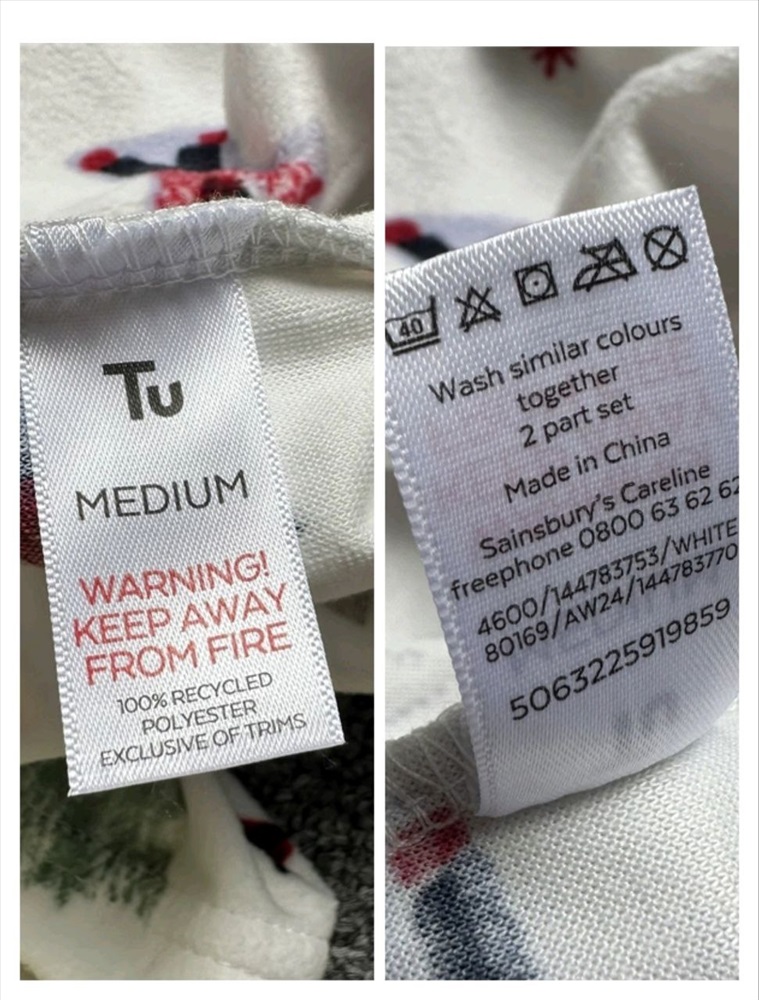 Tu
MEDIUM
WARNING!
KEEP AWAY
FROM FIRE
100% RECYCLED
POLYESTER
EXCLUSIVE OF TRIMS
40
Wash similar colours
together
2 part set
Made in China
Sainsbury's Careline
freephone 0800 63 62 62
4600/144783753/WHITE
80169/AW24/144783770
5063225919859